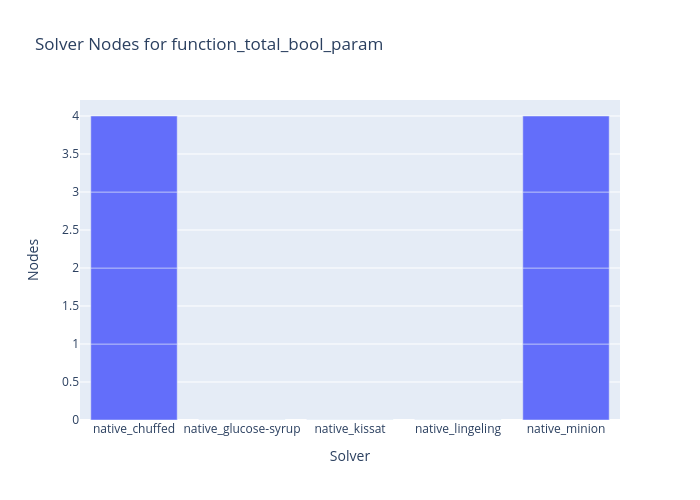 Solver Nodes for function_total_bool_param
4
3.5
3
2.5
2
1.5
1
0.5
0
Nodes
native_chuffed
native_glucose-syrup
native_kissat
native_lingeling
native_minion
Solver